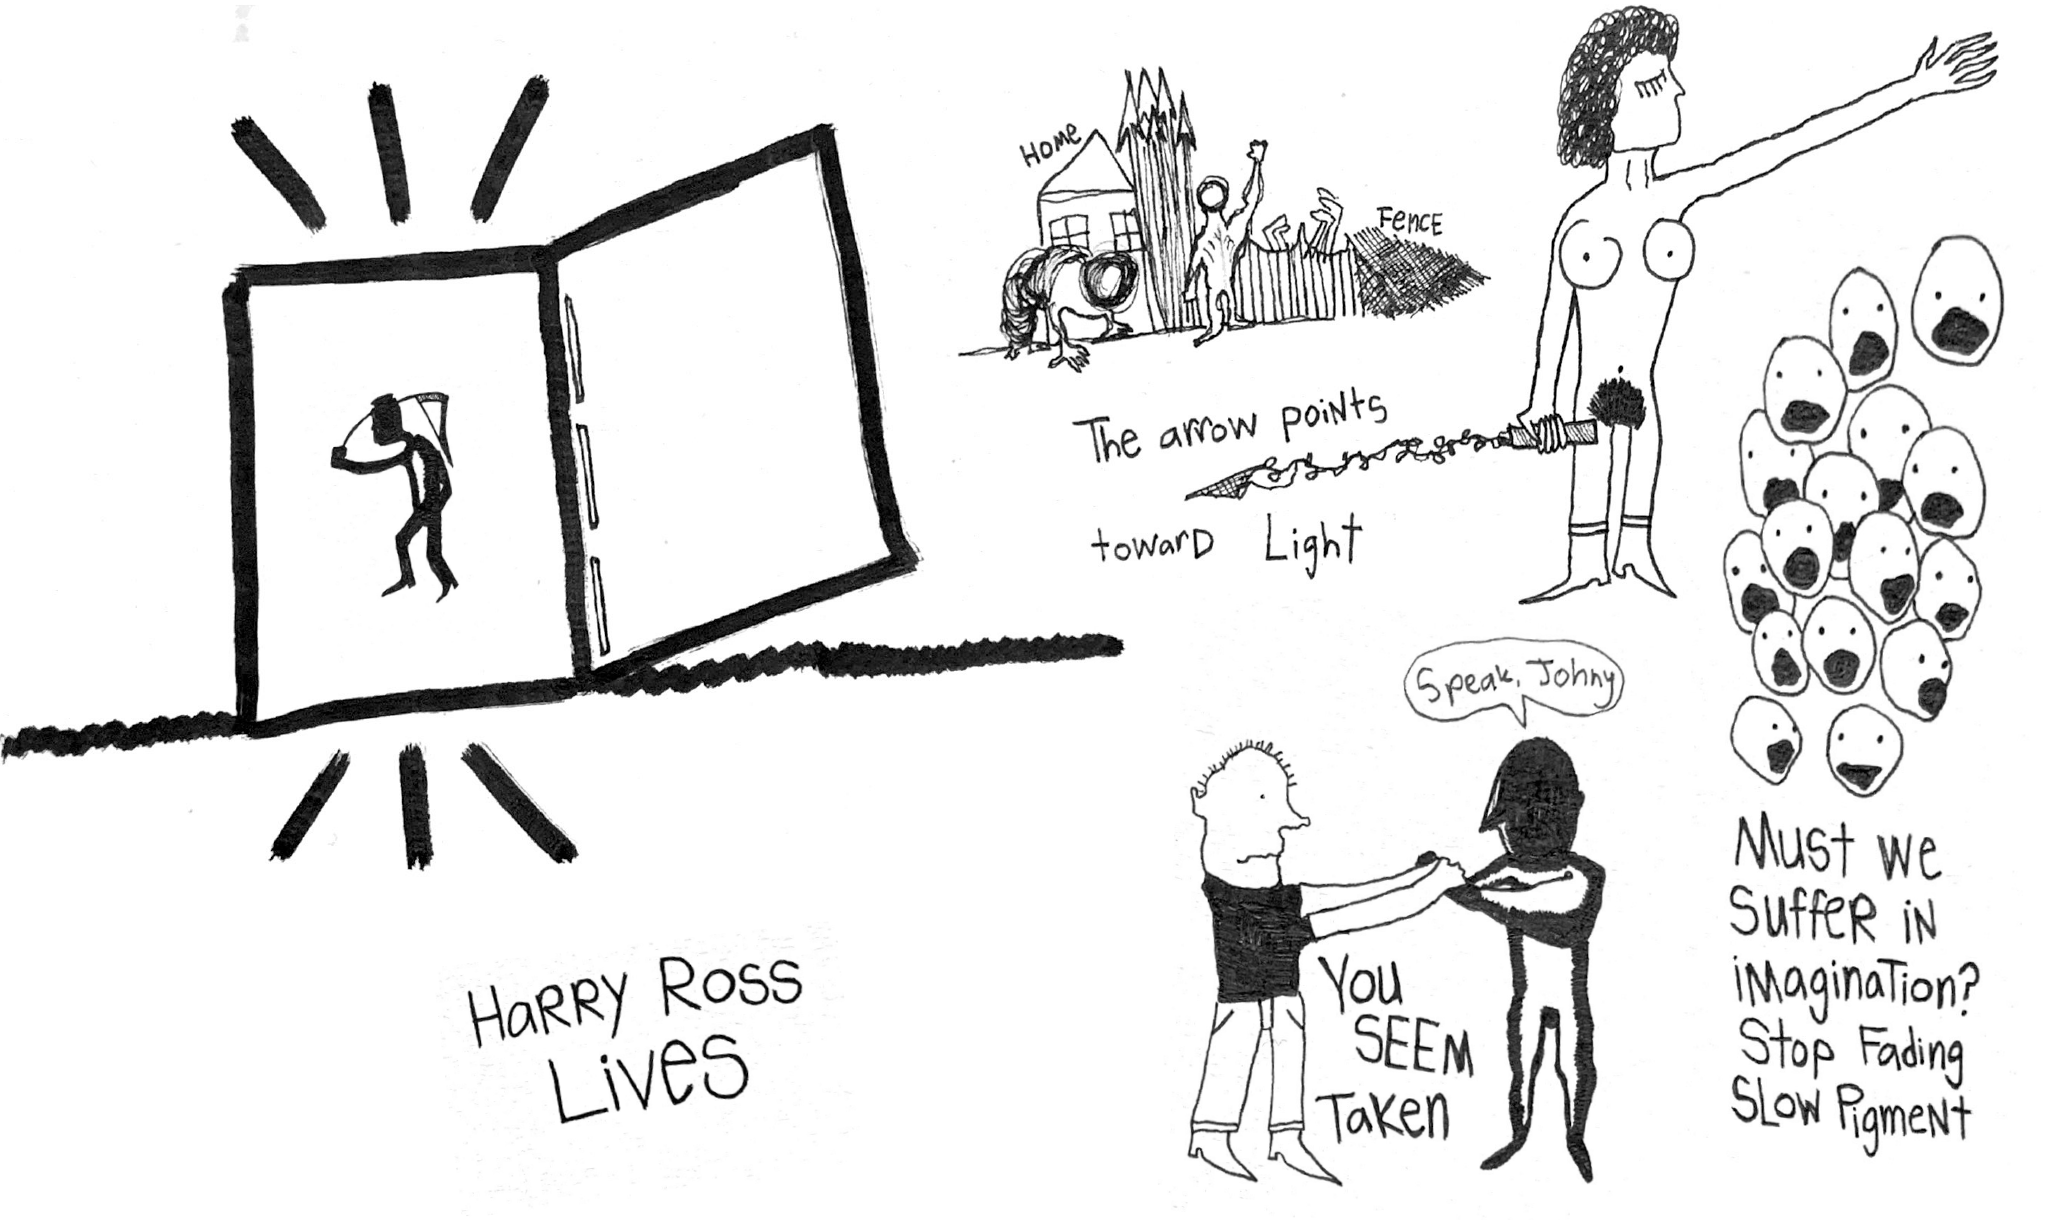 Harry Ross
Lives
Home
Fence
The arrow points
toward Light
Speak, Johny
You
SEEM
Taken
Must we
Suffer in
imagination?
Stop Fading
Slow Pigment